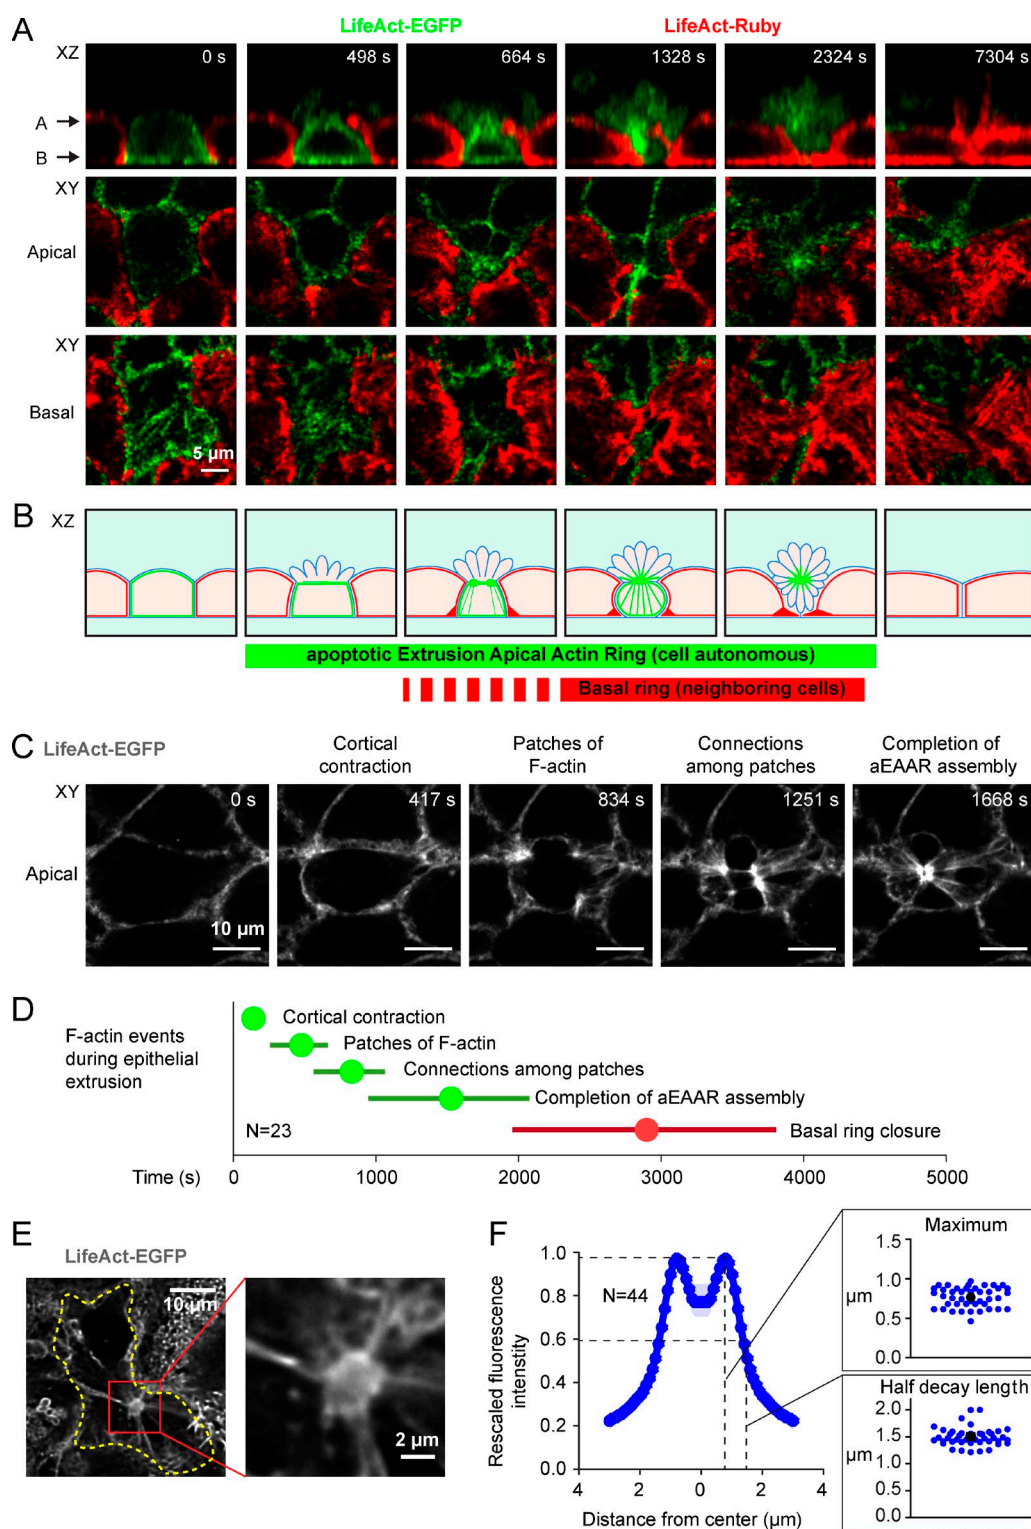 A
LifeAct-EGFP
LifeAct-Ruby
XZ
0 s
498 s
664 s
1328 s
2324 s
7304 s
A
B
XY
Apical
XY
Basal
5 µm
B
XZ
apoptotic Extrusion Apical Actin Ring (cell autonomous)
Basal ring (neighboring cells)
C
LifeAct-EGFP
Cortical
contraction
Patches of
F-actin
Connections
among patches
Completion of
aEAAR assembly
XY
0 s
417 s
834 s
1251 s
1668 s
Apical
10 µm
D
F-actin events
during epithelial
extrusion
Cortical contraction
Patches of F-actin
Connections among patches
Completion of aEAAR assembly
N=23
Basal ring closure
Time (s)
0
1000
2000
3000
4000
5000
E
LifeAct-EGFP
10 µm
2 µm
F
Rescaled fluorescence
intenstity
1.0
0.8
0.6
0.4
0.2
0.0
N=44
4
2
0
2
4
Distance from center (µm)
Maximum
1.5
1.0
µm
0.5
0.0
Half decay length
2.0
1.5
µm
1.0
0.5
0.0